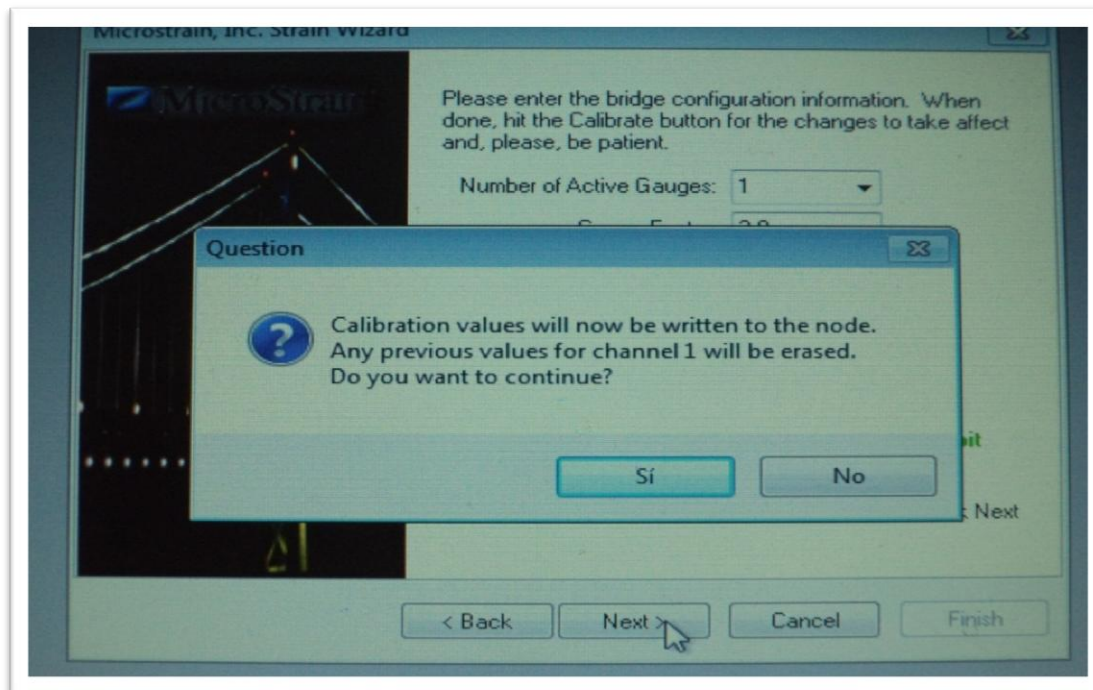 Microstrain, Inc. Strain Wizard
MicroStrain
Please enter the bridge configuration information. When
done, hit the Calibrate button for the changes to take affect
and, please, be patient.
Number of Active Gauges: 1
Question
Calibration values will now be written to the node.
Any previous values for channel 1 will be erased.
Do you want to continue?
Sí No
Next
< Back Next > Cancel Finish